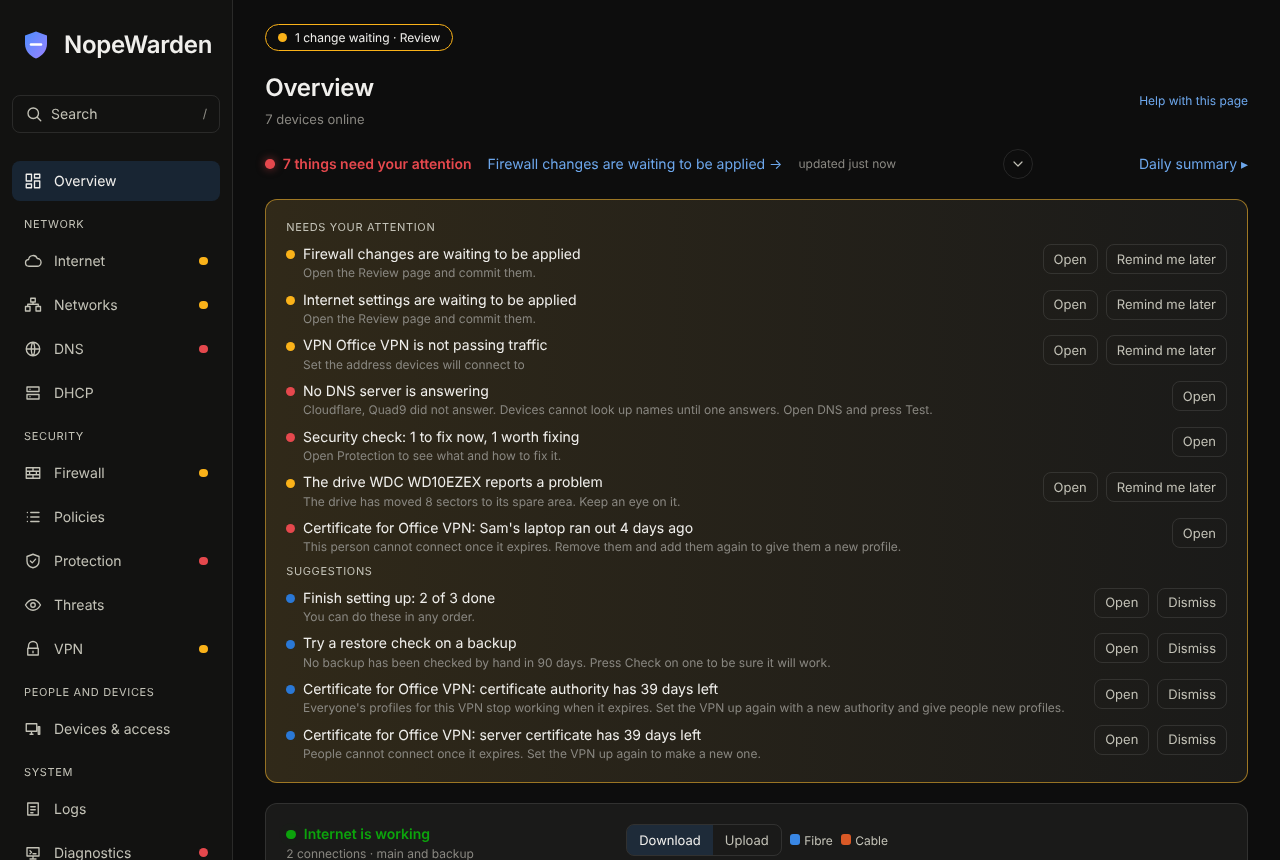 NopeWarden
Search /
Overview
NETWORK
Internet
Networks
DNS
DHCP
SECURITY
Firewall
Policies
Protection
Threats
VPN
PEOPLE AND DEVICES
Devices & access
SYSTEM
Logs
Diagnostics
1 change waiting · Review
Overview
7 devices online
Help with this page
7 things need your attention Firewall changes are waiting to be applied → updated just now Daily summary ▸
NEEDS YOUR ATTENTION
Firewall changes are waiting to be applied
Open the Review page and commit them.
Open Remind me later
Internet settings are waiting to be applied
Open the Review page and commit them.
Open Remind me later
VPN Office VPN is not passing traffic
Set the address devices will connect to
Open Remind me later
No DNS server is answering
Cloudflare, Quad9 did not answer. Devices cannot look up names until one answers. Open DNS and press Test.
Open
Security check: 1 to fix now, 1 worth fixing
Open Protection to see what and how to fix it.
Open
The drive WDC WD10EZEX reports a problem
The drive has moved 8 sectors to its spare area. Keep an eye on it.
Open Remind me later
Certificate for Office VPN: Sam's laptop ran out 4 days ago
This person cannot connect once it expires. Remove them and add them again to give them a new profile.
Open
SUGGESTIONS
Finish setting up: 2 of 3 done
You can do these in any order.
Open Dismiss
Try a restore check on a backup
No backup has been checked by hand in 90 days. Press Check on one to be sure it will work.
Open Dismiss
Certificate for Office VPN: certificate authority has 39 days left
Everyone's profiles for this VPN stop working when it expires. Set the VPN up again with a new authority and give people new profiles.
Open Dismiss
Certificate for Office VPN: server certificate has 39 days left
People cannot connect once it expires. Set the VPN up again to make a new one.
Open Dismiss
Internet is working
2 connections · main and backup
Download Upload Fibre Cable